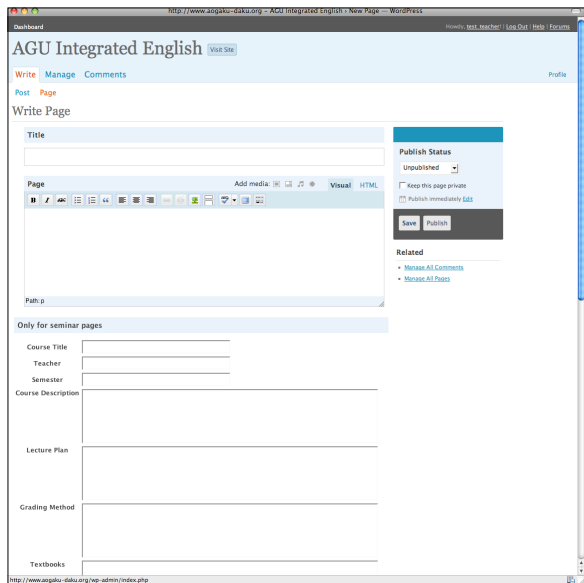 http://www.aogaku-daku.org – AGU Integrated English › New Page — WordPress
Dashboard
Howdy, test_teacher! | Log Out | Help | Forums
AGU Integrated English Visit Site
Write Manage Comments Profile
Post Page
Write Page
Title
Page Add media: Visual HTML
B I ABC
Path: p
Publish Status
Unpublished
Keep this page private
Publish immediately Edit
Save Publish
Related
Manage All Comments
Manage All Pages
Only for seminar pages
Course Title
Teacher
Semester
Course Description
Lecture Plan
Grading Method
Textbooks
http://www.aogaku-daku.org/wp-admin/index.php